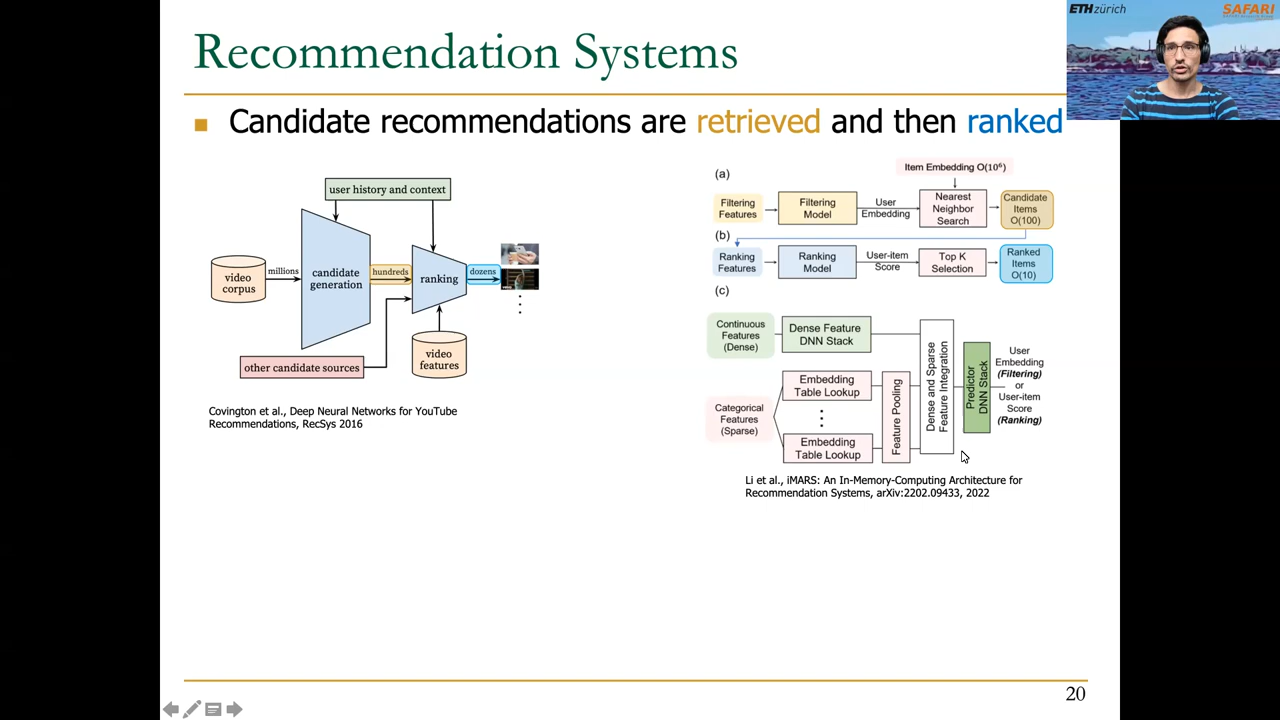 ETHzürich
SAFARI
Recommendation Systems
Candidate recommendations are retrieved and then ranked
user history and context
video
corpus
millions
candidate
generation
hundreds
ranking
dozens
video
features
other candidate sources
Covington et al., Deep Neural Networks for YouTube
Recommendations, RecSys 2016
(a)
Item Embedding O(10⁶)
Filtering
Features
Filtering
Model
User
Embedding
Nearest
Neighbor
Search
Candidate
Items
O(100)
(b)
Ranking
Features
Ranking
Model
User-item
Score
Top K
Selection
Ranked
Items
O(10)
(c)
Continuous
Features
(Dense)
Dense Feature
DNN Stack
Categorical
Features
(Sparse)
Embedding
Table Lookup
Embedding
Table Lookup
Feature Pooling
Dense and Sparse
Feature Integration
Predictor
DNN Stack
User
Embedding
(Filtering)
or
User-item
Score
(Ranking)
Li et al., iMARS: An In-Memory-Computing Architecture for
Recommendation Systems, arXiv:2202.09433, 2022
20